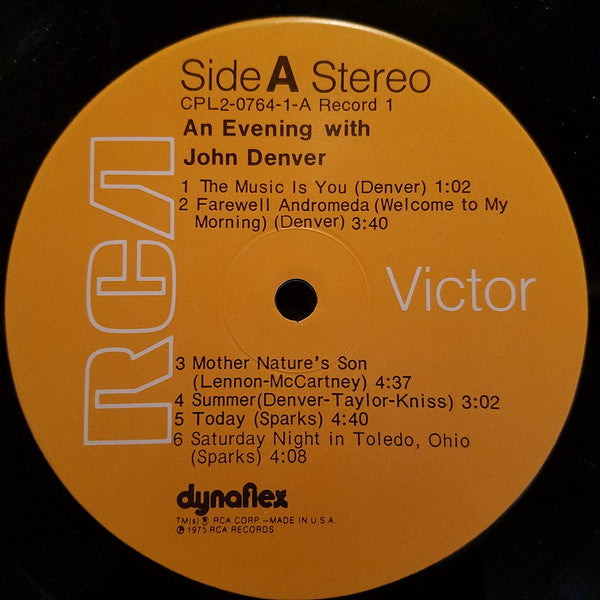 Side A Stereo
CPL2-0764-1-A Record 1
An Evening with
John Denver
1 The Music Is You (Denver) 1:02
2 Farewell Andromeda (Welcome to My
Morning) (Denver) 3:40
RCA
Victor
3 Mother Nature's Son
(Lennon-McCartney) 4:37
4 Summer(Denver-Taylor-Kniss) 3:02
5 Today (Sparks) 4:40
6 Saturday Night in Toledo, Ohio
(Sparks) 4:08
dynaflex
TM(s) ® RCA CORP –MADE IN U S A
℗ 1975 RCA RECORDS